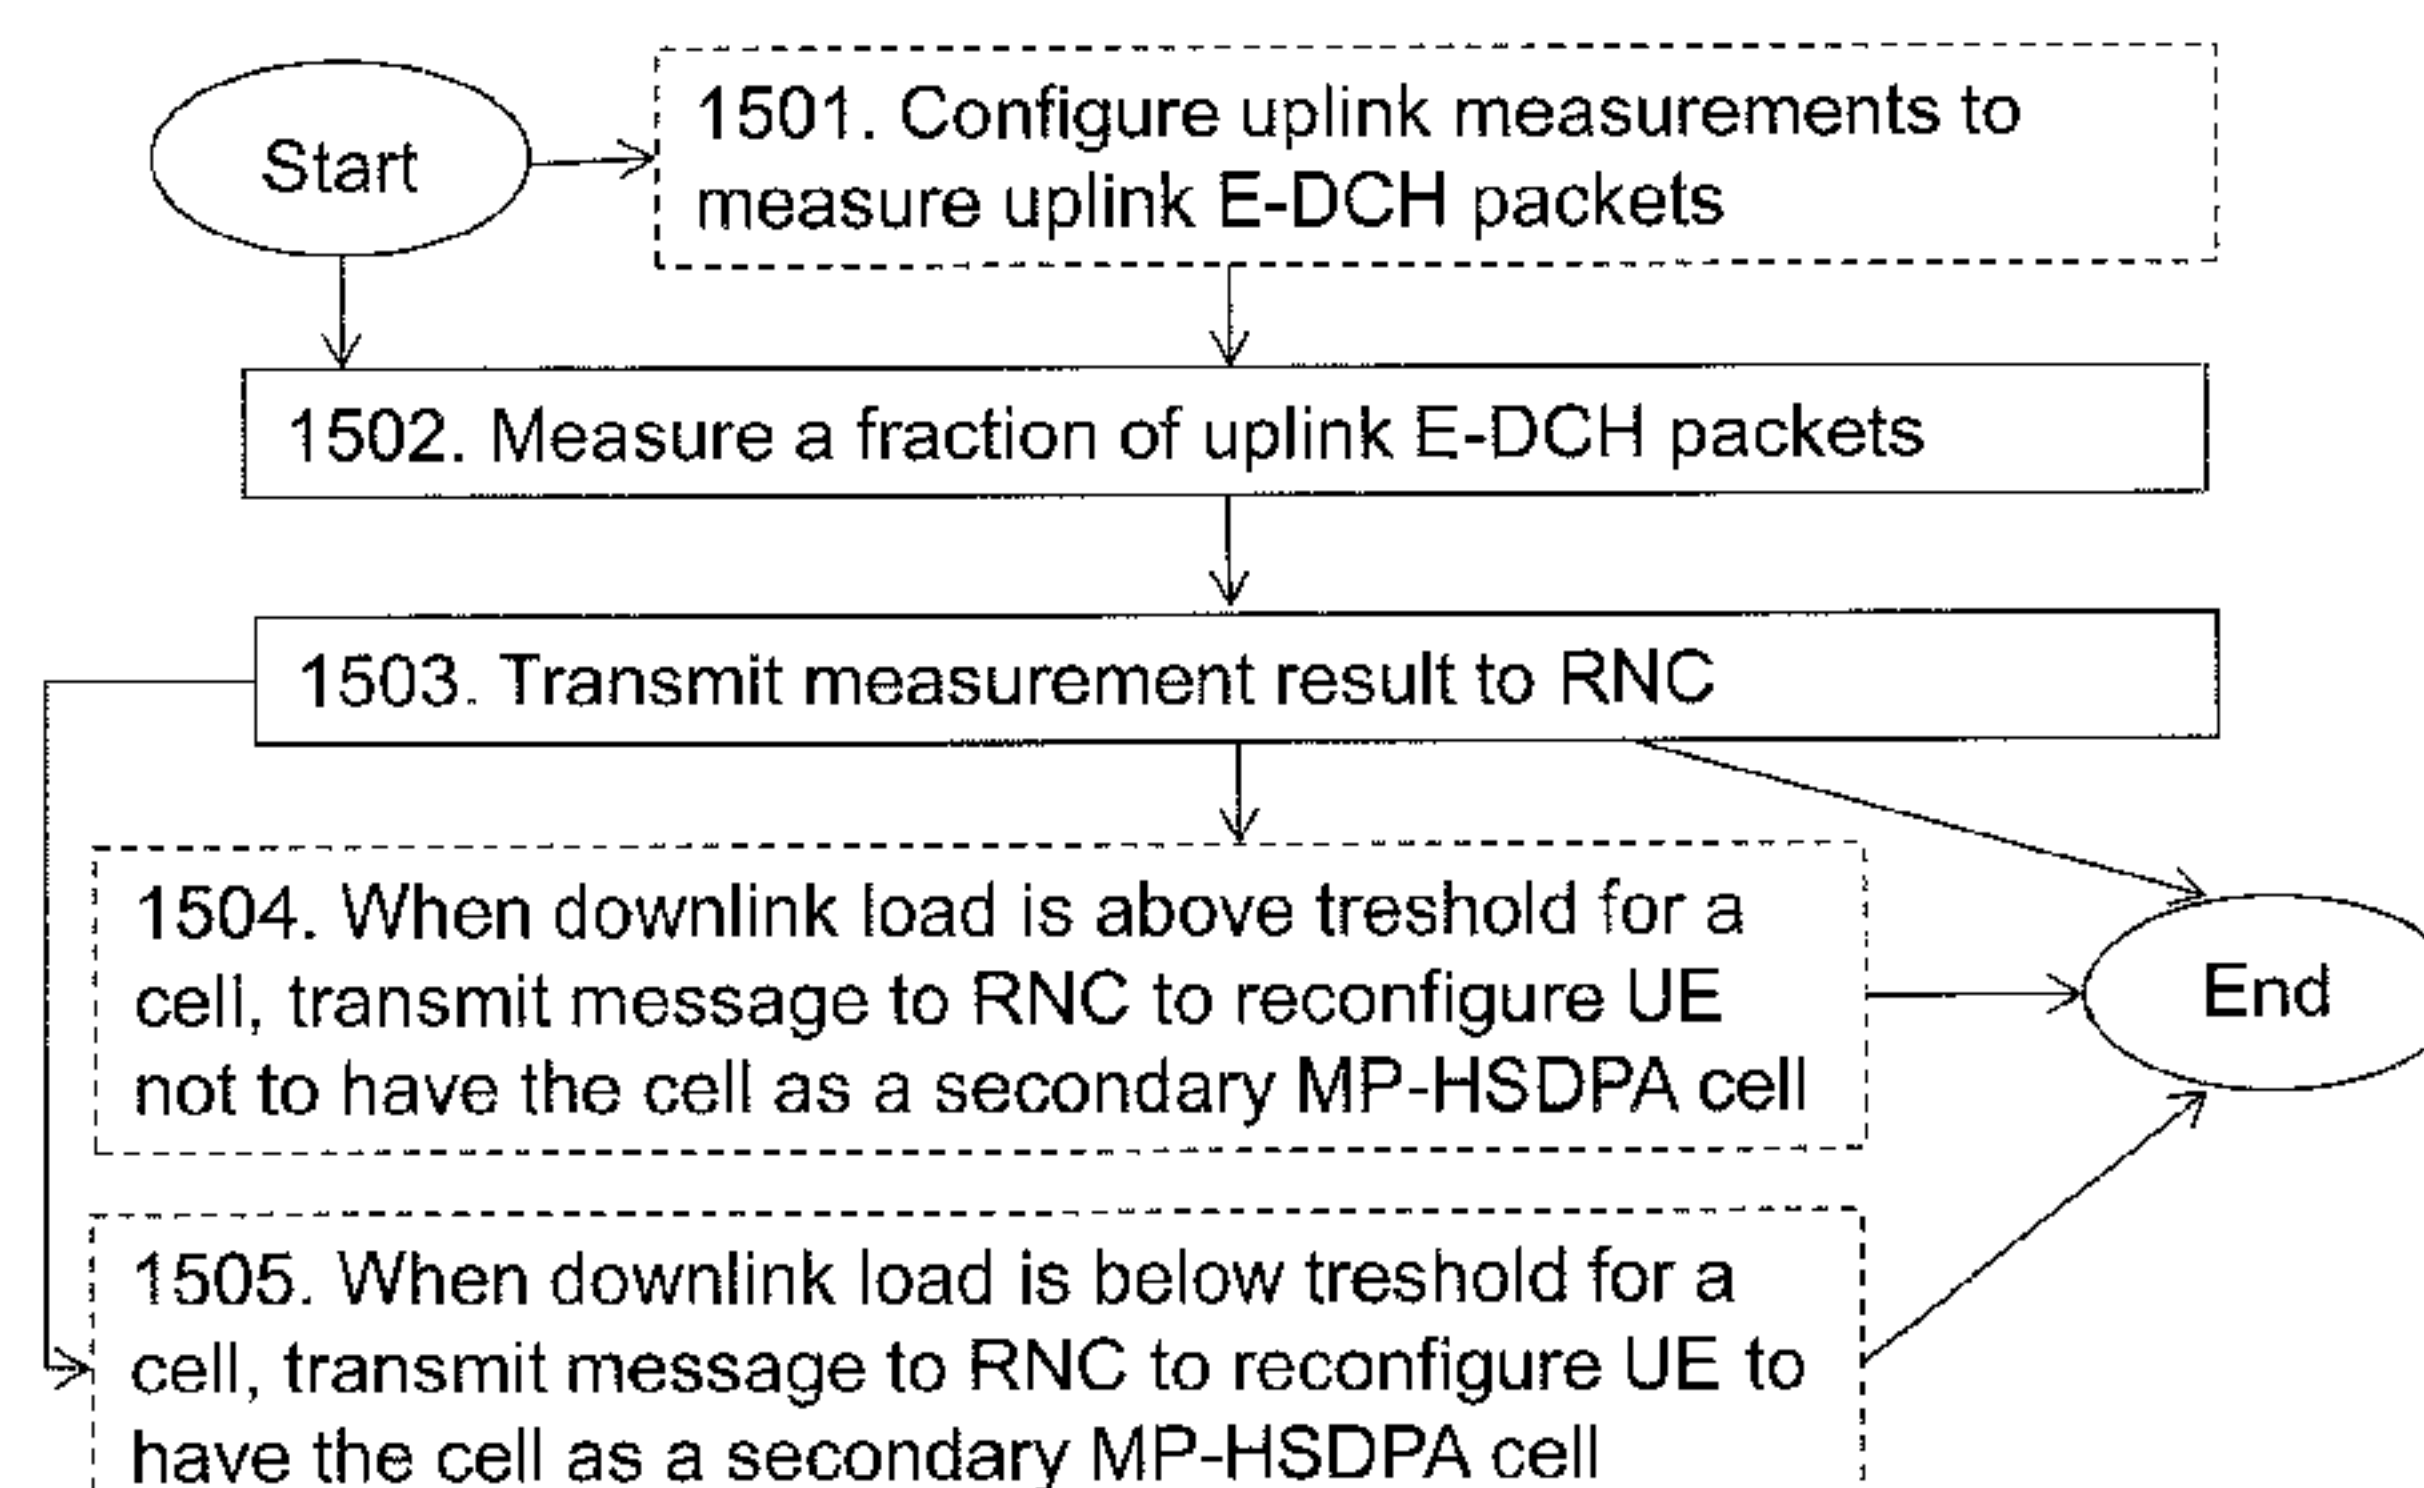 Start
1501. Configure uplink measurements to
measure uplink E-DCH packets
1502. Measure a fraction of uplink E-DCH packets
1503. Transmit measurement result to RNC
1504. When downlink load is above treshold for a
cell, transmit message to RNC to reconfigure UE
not to have the cell as a secondary MP-HSDPA cell
End
1505. When downlink load is below treshold for a
cell, transmit message to RNC to reconfigure UE to
have the cell as a secondary MP-HSDPA cell